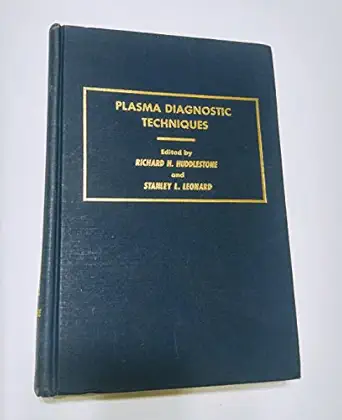 PLASMA DIAGNOSTIC
TECHNIQUES
Edited by
RICHARD H. HUDDLESTONE
and
STANLEY L. LEONARD